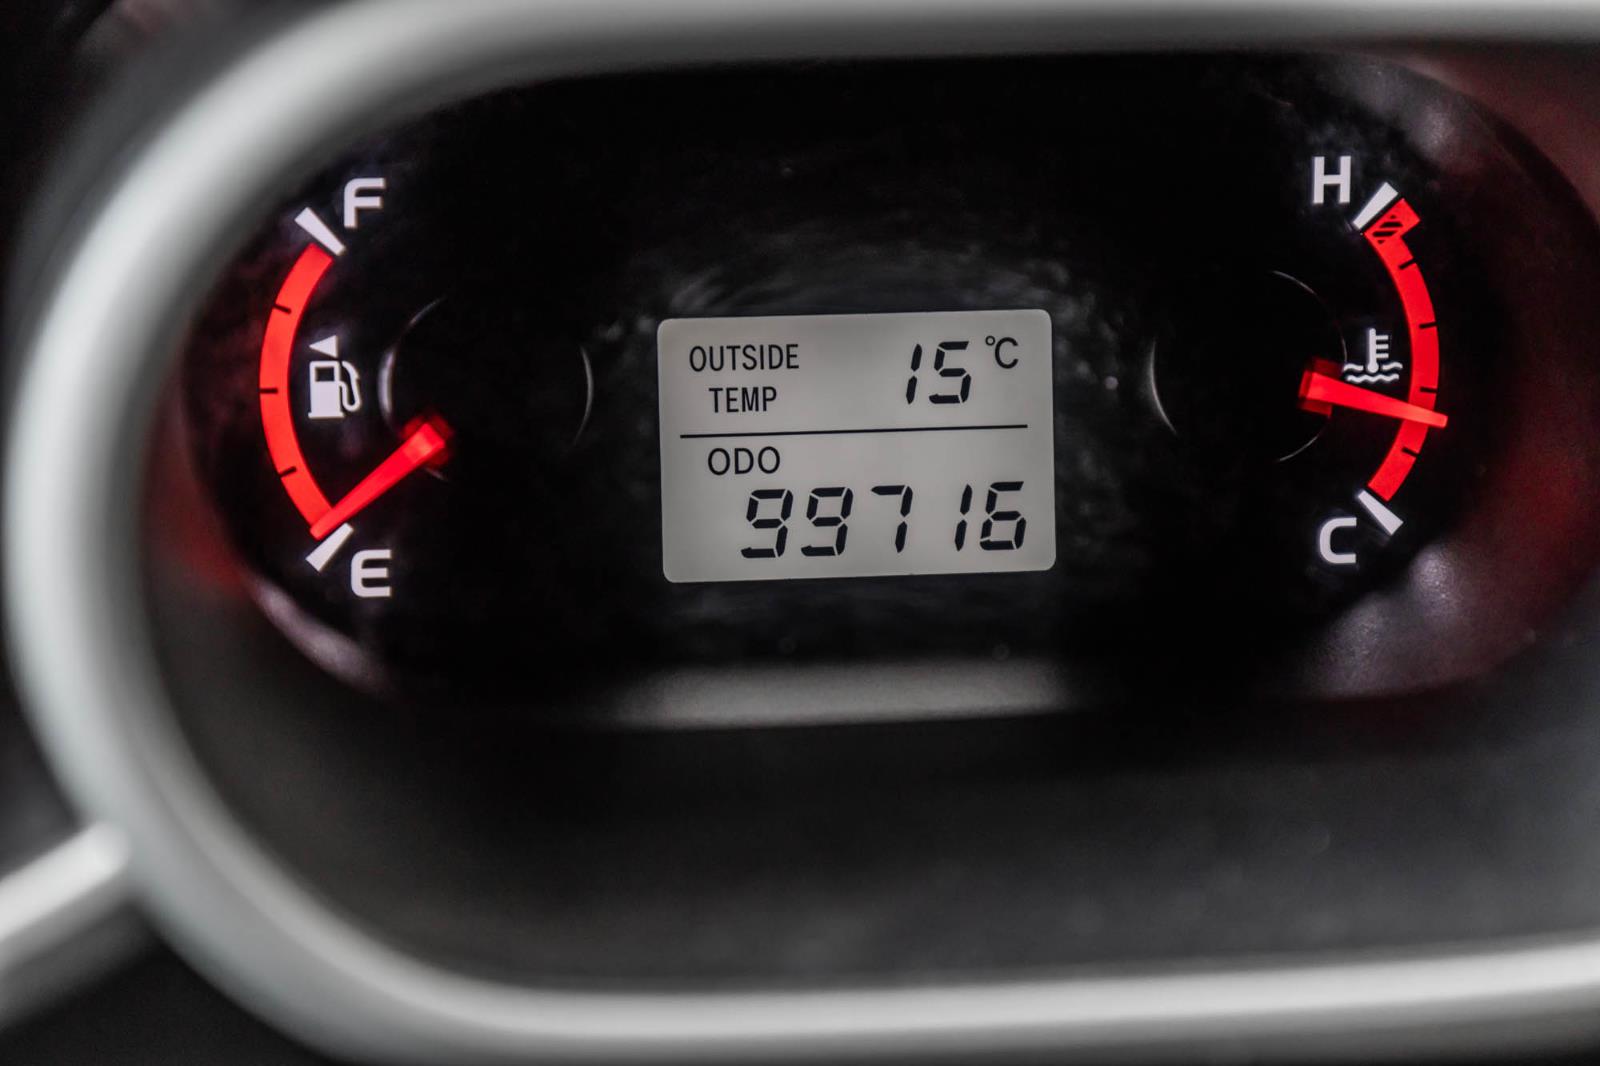 F
H
OUTSIDE 15 °C
TEMP
ODO
99716
E
C